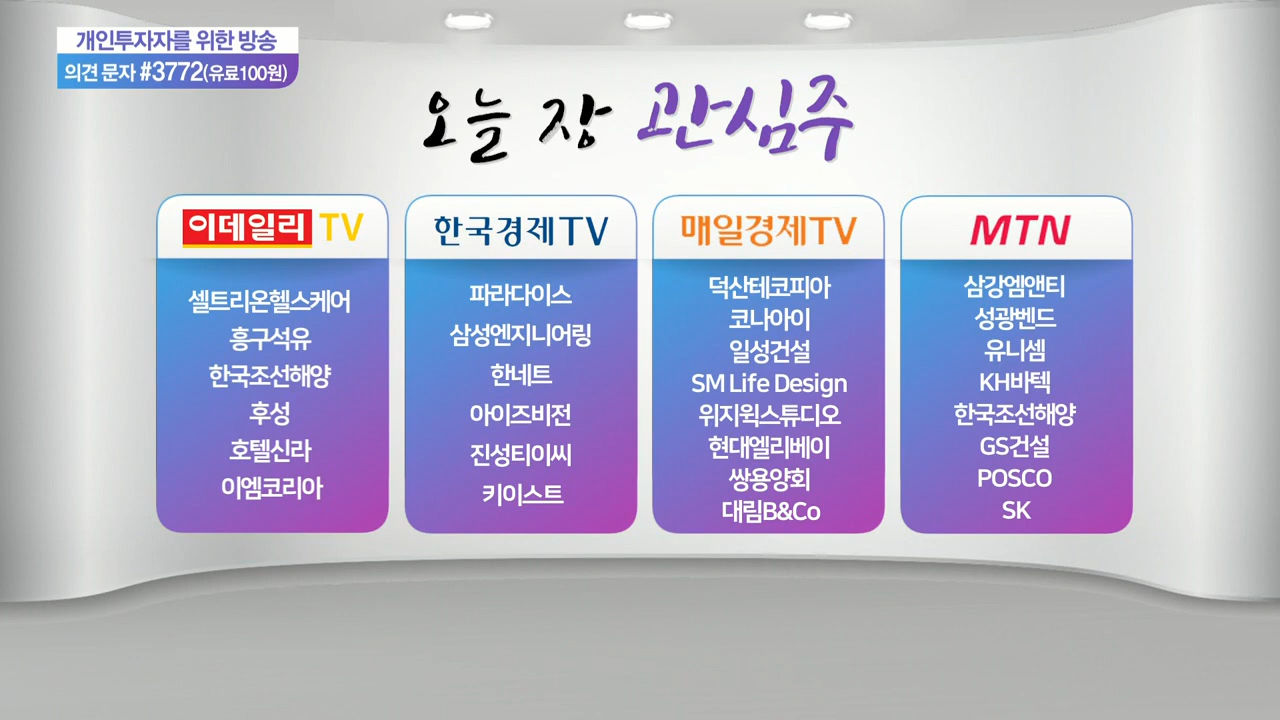 개인투자자를 위한 방송
의견 문자 #3772(유료100원)
오늘 장 관심주
이데일리 TV
셀트리온헬스케어
흥구석유
한국조선해양
후성
호텔신라
이엠코리아
한국경제TV
파라다이스
삼성엔지니어링
한네트
아이즈비전
진성티이씨
키이스트
매일경제TV
덕산테코피아
코나아이
일성건설
SM Life Design
위지윅스튜디오
현대엘리베이
쌍용양회
대림B&Co
MTN
삼강엠앤티
성광벤드
유니셈
KH바텍
한국조선해양
GS건설
POSCO
SK